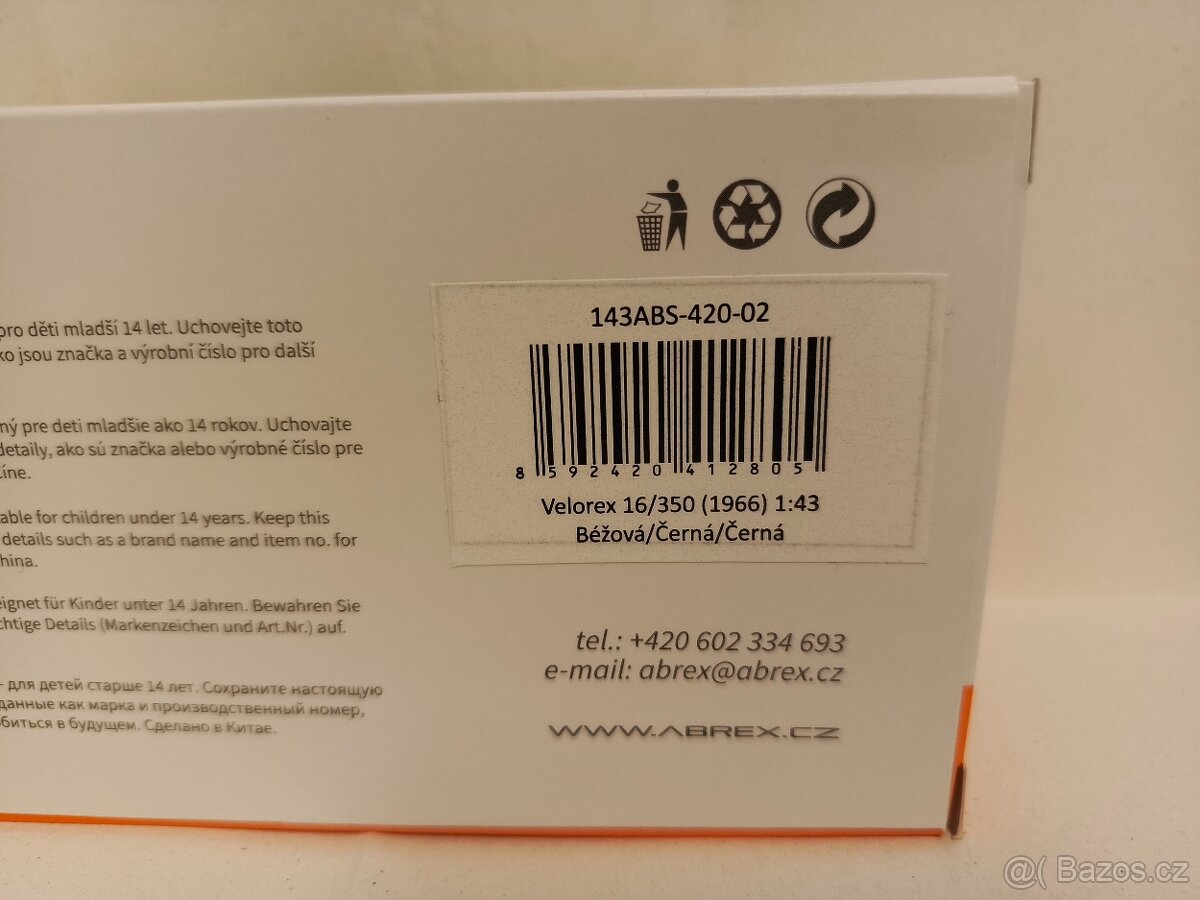 pro děti mladší 14 let. Uchovejte toto
ko jsou značka a výrobní číslo pro další
ný pre deti mladšie ako 14 rokov. Uchovajte
detaily, ako sú značka alebo výrobné číslo pre
číne.
able for children under 14 years. Keep this
details such as a brand name and item no. for
hina.
eignet für Kinder unter 14 Jahren. Bewahren Sie
chtige Details (Markenzeichen und Art.Nr.) auf.
- для детей старше 14 лет. Сохраните настоящую
данные как марка и производственный номер,
биться в будущем. Сделано в Китае.
143ABS-420-02
8 592420 412805
Velorex 16/350 (1966) 1:43
Béžová/Černá/Černá
tel.: +420 602 334 693
e-mail: abrex@abrex.cz
WWW.ABREX.CZ
@( Bazos.cz